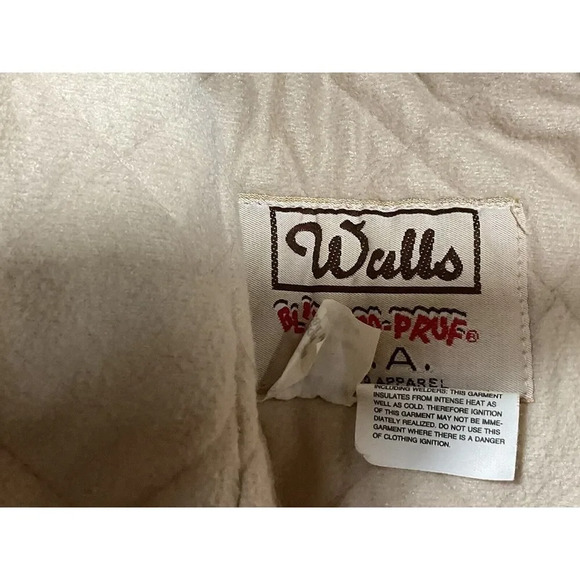 Walls
-PRUF®
.A.
APPAREL
INCLUDING WELDERS: THIS GARMENT
INSULATES FROM INTENSE HEAT AS
WELL AS COLD. THEREFORE IGNITION
OF THIS GARMENT MAY NOT BE IMME-
DIATELY REALIZED. DO NOT USE THIS
GARMENT WHERE THERE IS A DANGER
OF CLOTHING IGNITION.